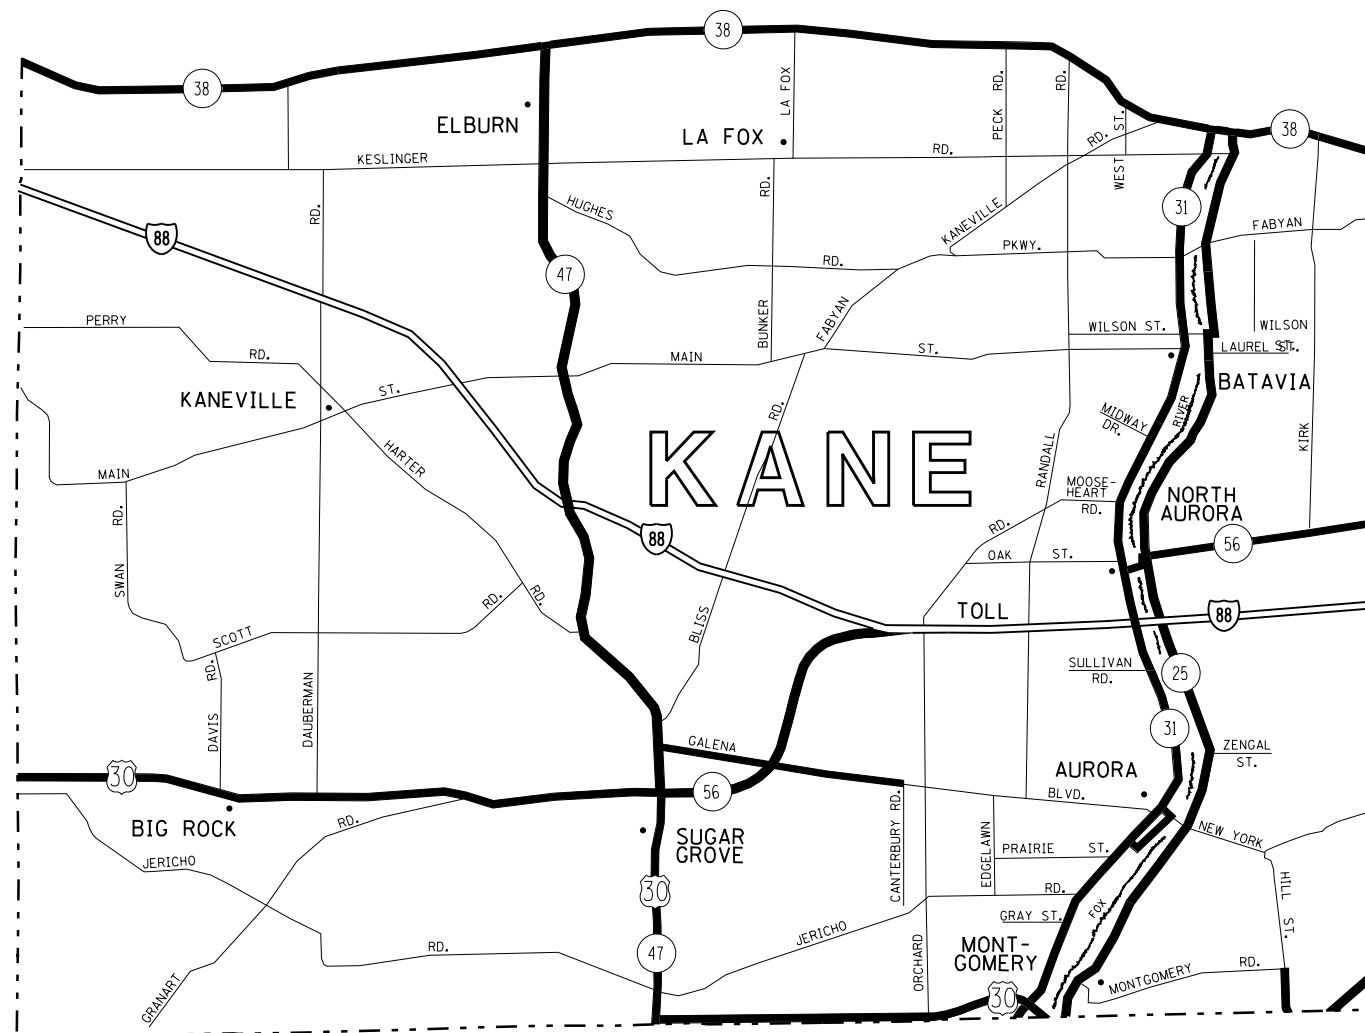 38
38
38
ELBURN
LA FOX
LA FOX
PECK RD.
RD.
WEST ST.
RD.
KESLINGER
RD.
RD.
RD.
HUGHES
31
KANEVILLE
FABYAN
88
PKWY.
RD.
47
BUNKER
FABYAN
PERRY
WILSON ST.
WILSON
ST.
LAUREL ST.
RD.
MAIN
ST.
BATAVIA
KANEVILLE
ST.
RD.
RIVER
MIDWAY
DR.
KIRK
KANE
HARTER
RANDALL
MAIN
MOOSE-
HEART
RD.
NORTH
AURORA
RD.
RD.
88
56
OAK ST.
SWAN
RD.
RD.
TOLL
88
BLISS
SCOTT
RD.
SULLIVAN
RD.
25
DAUBERMAN
DAVIS
31
GALENA
ZENGAL
ST.
30
AURORA
56
BLVD.
BIG ROCK
RD.
SUGAR
GROVE
CANTERBURY RD.
EDGELAWN
PRAIRIE ST.
NEW YORK
JERICHO
30
RD.
HILL ST.
GRAY ST.
FOX
JERICHO
RD.
47
ORCHARD
MONT-
GOMERY
RD.
MONTGOMERY
GRANART
30